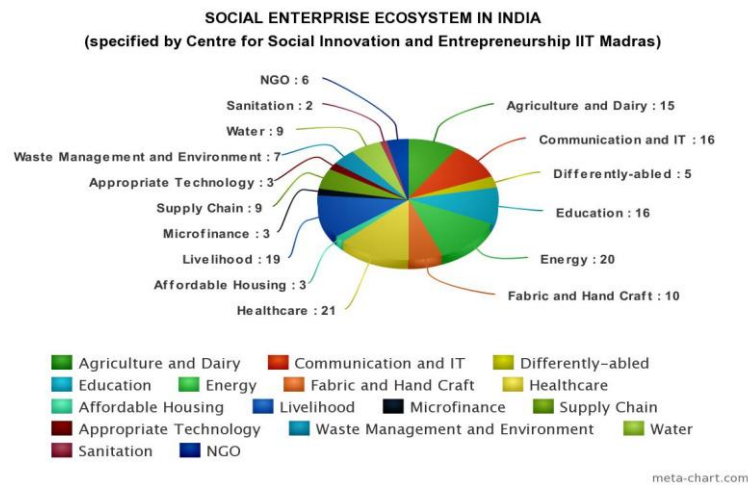 SOCIAL ENTERPRISE ECOSYSTEM IN INDIA
(specified by Centre for Social Innovation and Entrepreneurship IIT Madras)
NGO : 6
Sanitation : 2
Water : 9
Waste Management and Environment : 7
Appropriate Technology : 3
Supply Chain : 9
Microfinance : 3
Livelihood : 19
Affordable Housing : 3
Healthcare : 21
Agriculture and Dairy : 15
Communication and IT : 16
Differently-abled : 5
Education : 16
Energy : 20
Fabric and Hand Craft : 10
Agriculture and Dairy Communication and IT Differently-abled
Education Energy Fabric and Hand Craft Healthcare
Affordable Housing Livelihood Microfinance Supply Chain
Appropriate Technology Waste Management and Environment Water
Sanitation NGO
meta-chart.com